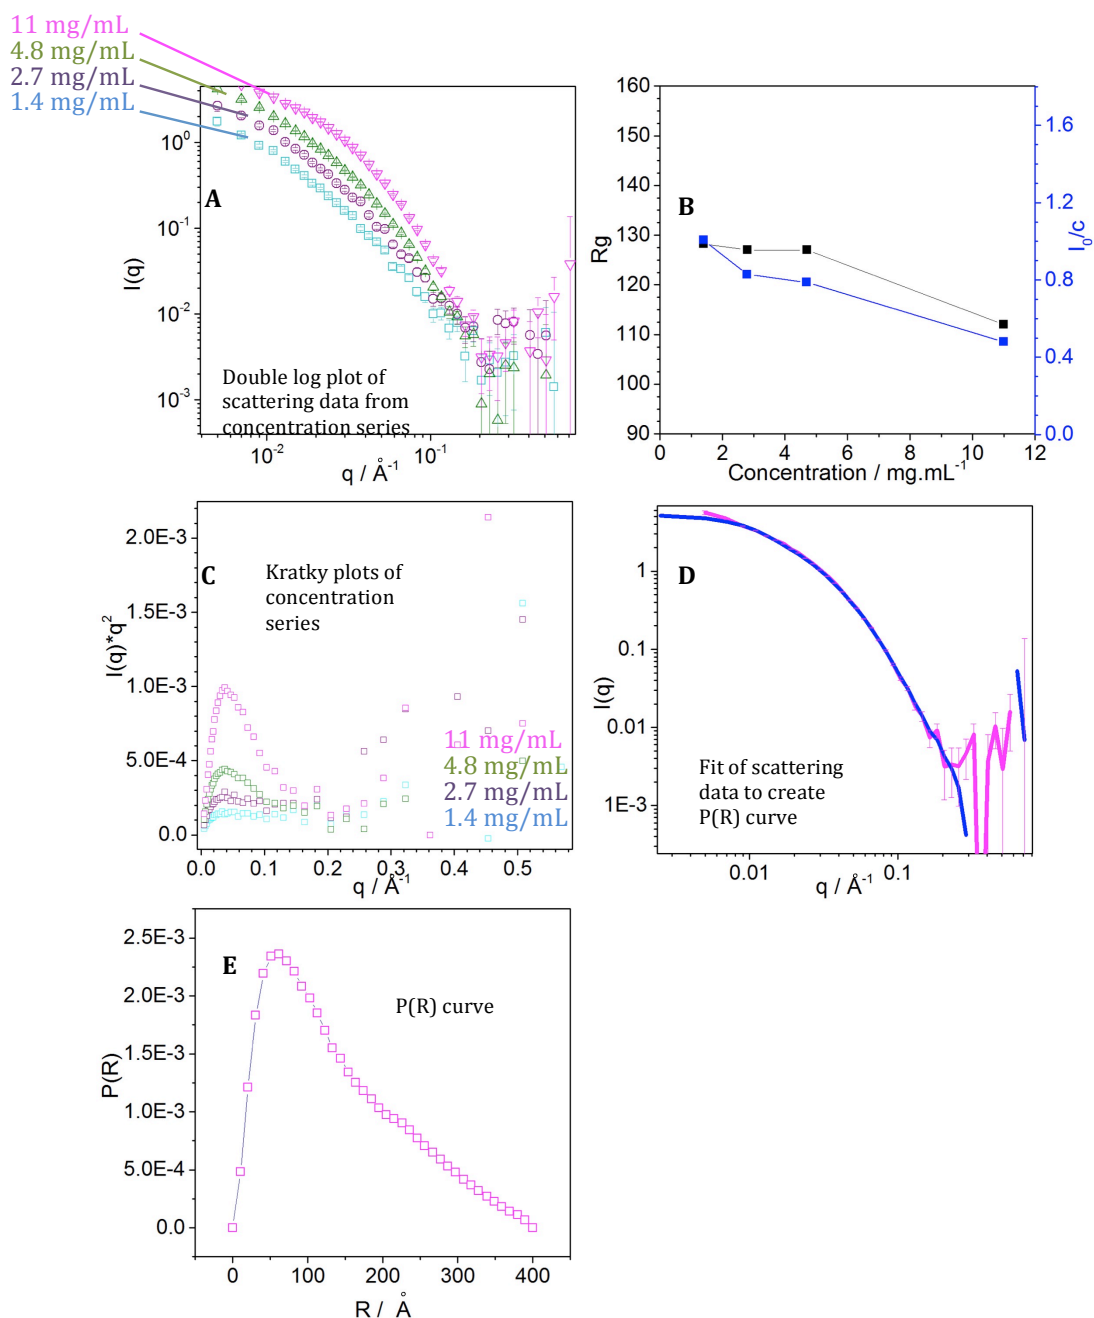 11 mg/mL
4.8 mg/mL
2.7 mg/mL
1.4 mg/mL
10⁰
10⁻¹
10⁻²
10⁻³
I(q)
A
Double log plot of
scattering data from
concentration series
10⁻²
10⁻¹
q / Å⁻¹
160
150
140
130
120
110
100
90
Rg
B
1.6
1.2
0.8
0.4
0.0
I₀/c
0
2
4
6
8
10
12
Concentration / mg.mL⁻¹
2.0E-3
1.5E-3
1.0E-3
5.0E-4
0.0
I(q)*q²
C
Kratky plots of
concentration
series
11 mg/mL
4.8 mg/mL
2.7 mg/mL
1.4 mg/mL
0.0
0.1
0.2
0.3
0.4
0.5
q / Å⁻¹
1
0.1
0.01
1E-3
I(q)
D
Fit of scattering
data to create
P(R) curve
0.01
0.1
q / Å⁻¹
2.5E-3
2.0E-3
1.5E-3
1.0E-3
5.0E-4
0.0
P(R)
E
P(R) curve
0
100
200
300
400
R / Å